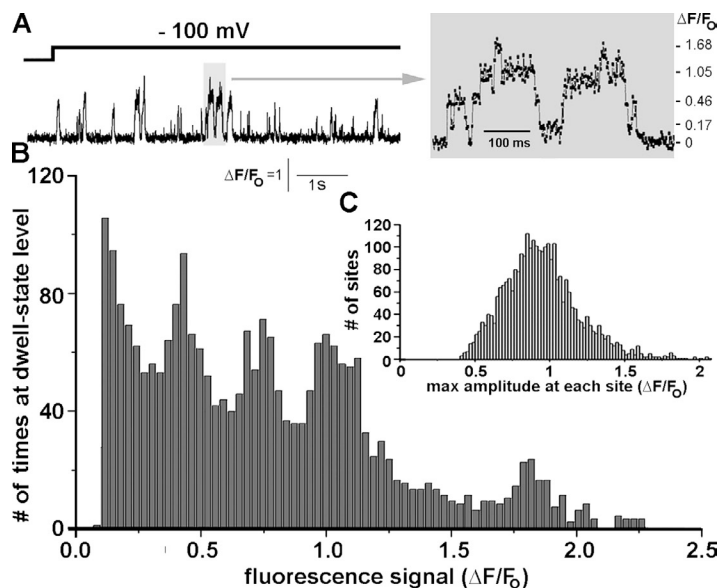 A
- 100 mV
ΔF/Fo
1.68
1.05
0.46
0.17
0
100 ms
B
ΔF/Fo =1
1s
120
80
40
0
# of times at dwell-state level
0.0
0.5
1.0
1.5
2.0
2.5
fluorescence signal (ΔF/Fo)
C
120
100
80
60
40
20
0
# of sites
0
0.5
1
1.5
2
max amplitude at each site (ΔF/Fo)